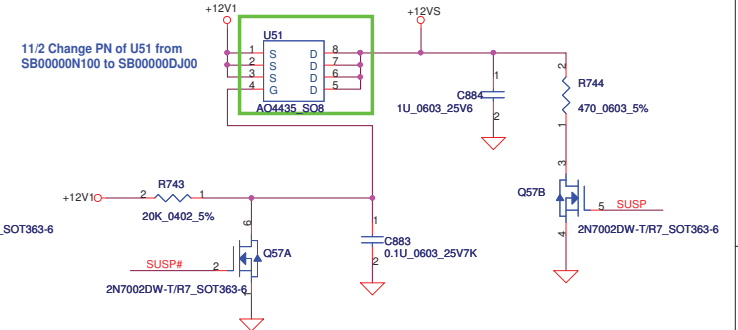 +12V1
+12VS
11/2 Change PN of U51 from
SB00000N100 to SB00000DJ00
U51
1 S D 8
2 S D 7
3 S D 6
4 G D 5
AO4435_SO8
1
C884
1U_0603_25V6
2
2
R744
470_0603_5%
1
3
Q57B
5 SUSP
4
2N7002DW-T/R7_SOT363-6
R743
+12V1 2 1
20K_0402_5%
_SOT363-6
6
Q57A
SUSP# 2
2N7002DW-T/R7_SOT363-6
1
1
C883
0.1U_0603_25V7K
2